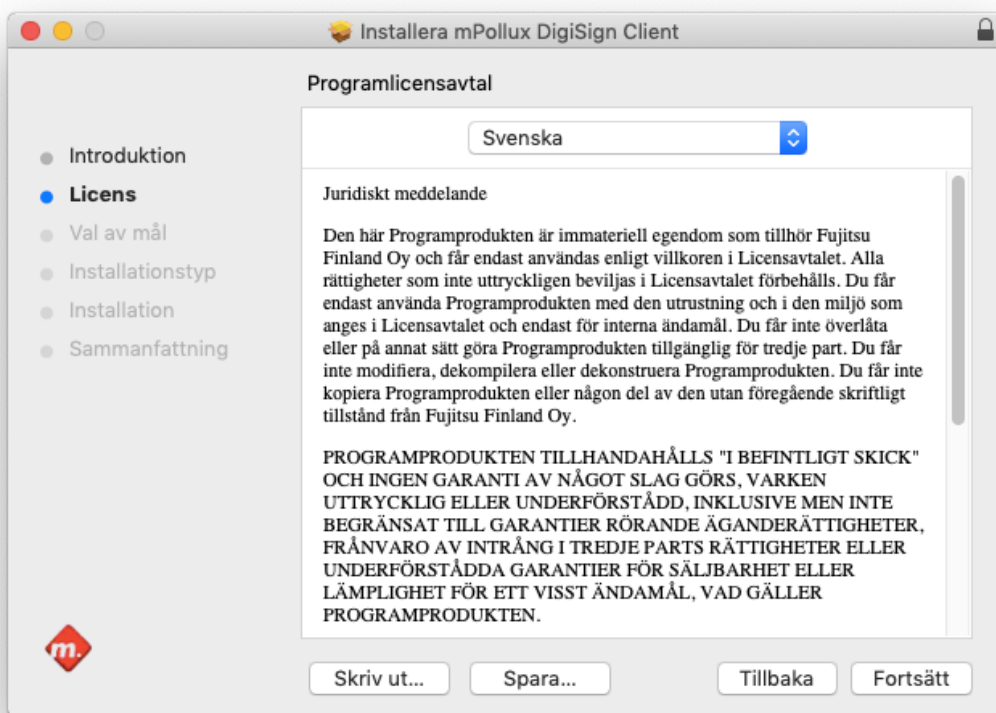 Installera mPollux DigiSign Client
Programlicensavtal
Svenska
Introduktion
Licens
Val av mål
Installationstyp
Installation
Sammanfattning
Juridiskt meddelande
Den här Programprodukten är immateriell egendom som tillhör Fujitsu
Finland Oy och får endast användas enligt villkoren i Licensavtalet. Alla
rättigheter som inte uttryckligen beviljas i Licensavtalet förbehålls. Du får
endast använda Programprodukten med den utrustning och i den miljö som
anges i Licensavtalet och endast för interna ändamål. Du får inte överlåta
eller på annat sätt göra Programprodukten tillgänglig för tredje part. Du får
inte modifiera, dekompilera eller dekonstruera Programprodukten. Du får inte
kopiera Programprodukten eller någon del av den utan föregående skriftligt
tillstånd från Fujitsu Finland Oy.
PROGRAMPRODUKTEN TILLHANDAHÅLLS "I BEFINTLIGT SKICK"
OCH INGEN GARANTI AV NÅGOT SLAG GÖRS, VARKEN
UTTRYCKLIG ELLER UNDERFÖRSTÅDD, INKLUSIVE MEN INTE
BEGRÄNSAT TILL GARANTIER RÖRANDE ÄGANDERÄTTIGHETER,
FRÅNVARO AV INTRÅNG I TREDJE PARTS RÄTTIGHETER ELLER
UNDERFÖRSTÅDDA GARANTIER FÖR SÄLJBARHET ELLER
LÄMPLIGHET FÖR ETT VISST ÄNDAMÅL, VAD GÄLLER
PROGRAMPRODUKTEN.
m.
Skriv ut...
Spara...
Tillbaka
Fortsätt